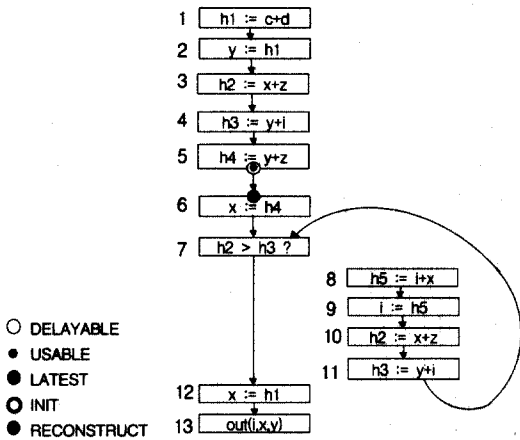 1 h1 := c+d
2 y := h1
3 h2 := x+z
4 h3 := y+i
5 h4 := y+z
6 x := h4
7 h2 > h3 ?
8 h5 := i+x
9 i := h5
10 h2 := x+z
11 h3 := y+i
DELAYABLE
USABLE
LATEST
INIT
RECONSTRUCT
12 x := h1
13 out(i,x,y)